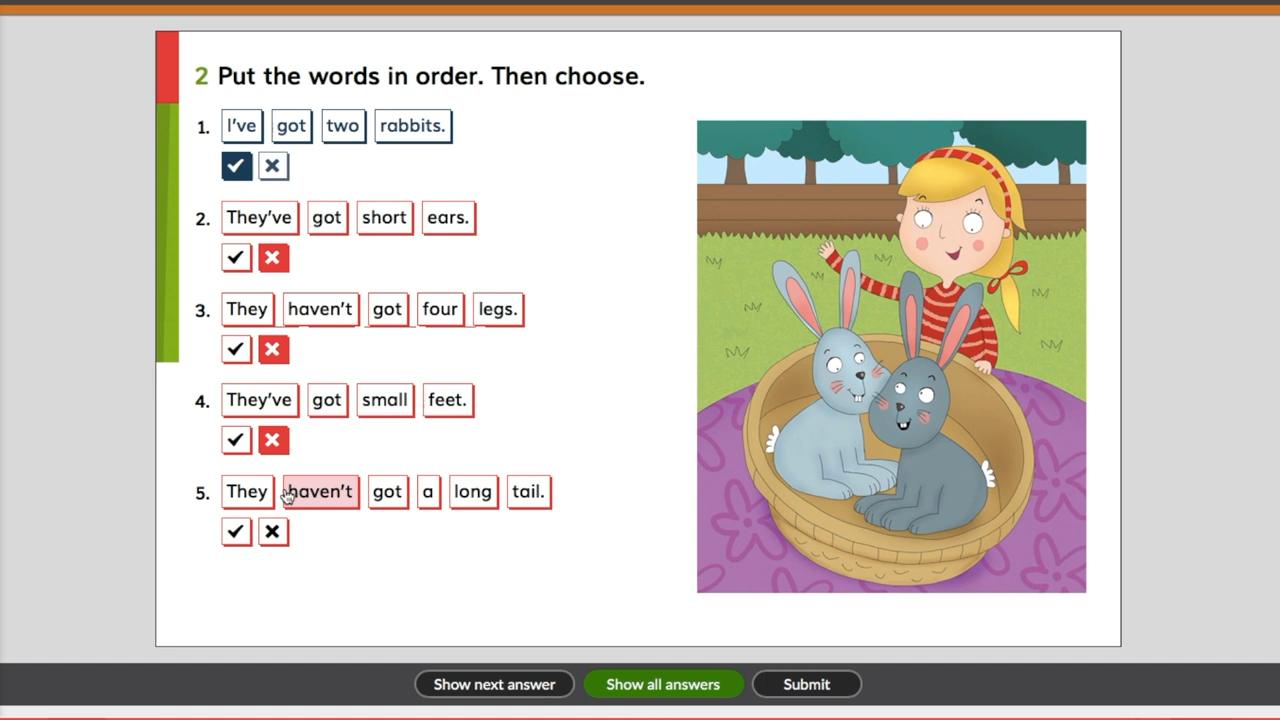 2 Put the words in order. Then choose.
1. I've got two rabbits.
2. They've got short ears.
3. They haven't got four legs.
4. They've got small feet.
5. They haven't got a long tail.
Show next answer Show all answers Submit